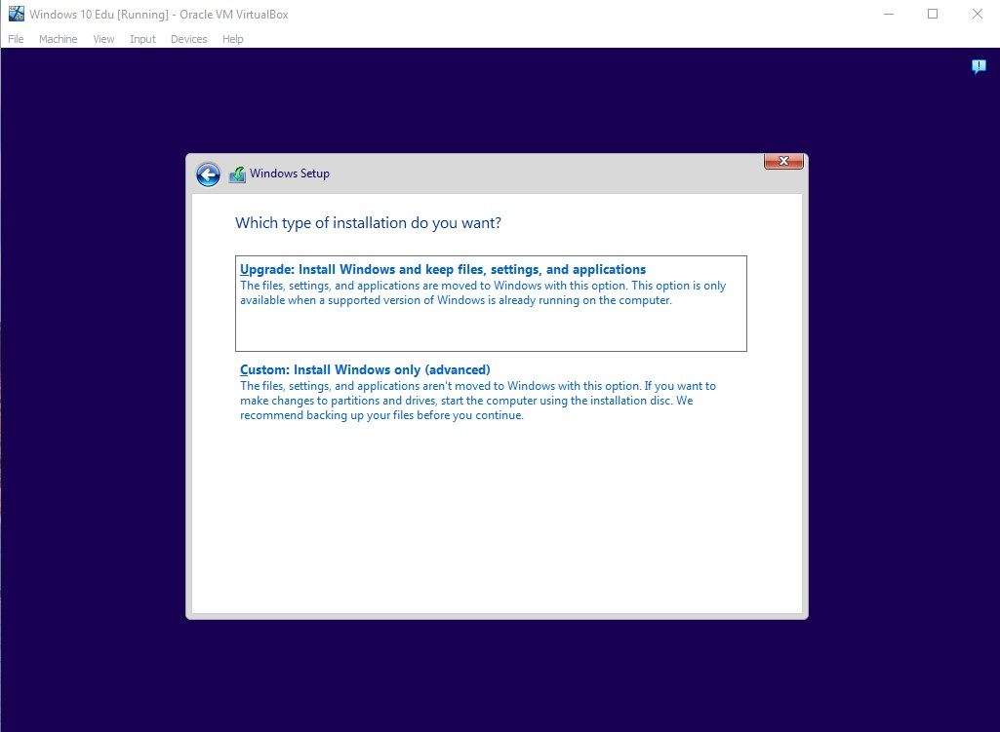 Windows 10 Edu [Running] - Oracle VM VirtualBox
File Machine View Input Devices Help
Windows Setup
Which type of installation do you want?
Upgrade: Install Windows and keep files, settings, and applications
The files, settings, and applications are moved to Windows with this option. This option is only
available when a supported version of Windows is already running on the computer.
Custom: Install Windows only (advanced)
The files, settings, and applications aren't moved to Windows with this option. If you want to
make changes to partitions and drives, start the computer using the installation disc. We
recommend backing up your files before you continue.